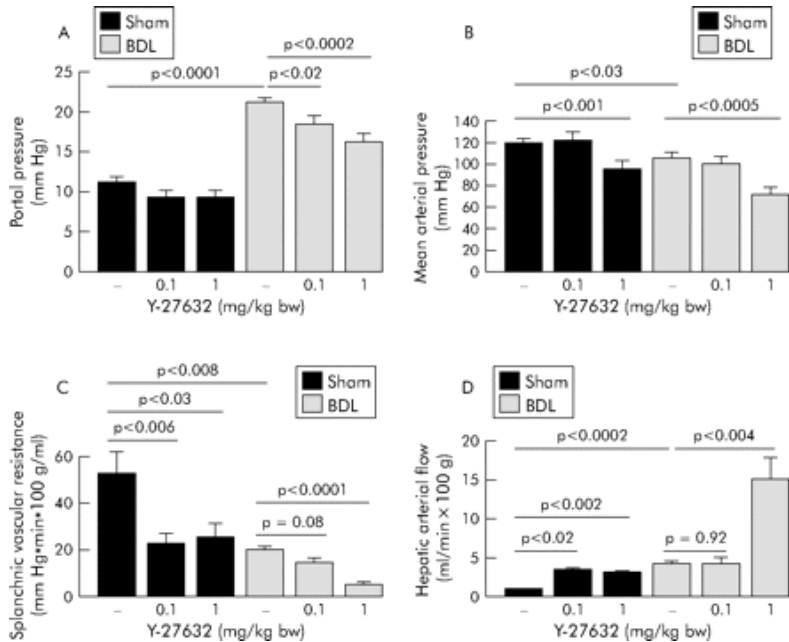 A
Sham
BDL
p<0.0002
p<0.0001
p<0.02
25
20
15
10
5
0
Portal pressure
(mm Hg)
– 0.1 1 – 0.1 1
Y-27632 (mg/kg bw)
B
Sham
BDL
p<0.03
p<0.001
p<0.0005
140
120
100
80
60
40
20
0
Mean arterial pressure
(mm Hg)
– 0.1 1 – 0.1 1
Y-27632 (mg/kg bw)
C
Sham
BDL
p<0.008
p<0.03
p<0.006
p<0.0001
p = 0.08
60
40
20
0
Splanchnic vascular resistance
(mm Hg•min•100 g/ml)
– 0.1 1 – 0.1 1
Y-27632 (mg/kg bw)
D
Sham
BDL
p<0.0002
p<0.004
p<0.002
p<0.02
p = 0.92
20
15
10
5
0
Hepatic arterial flow
(ml/min × 100 g)
– 0.1 1 – 0.1 1
Y-27632 (mg/kg bw)